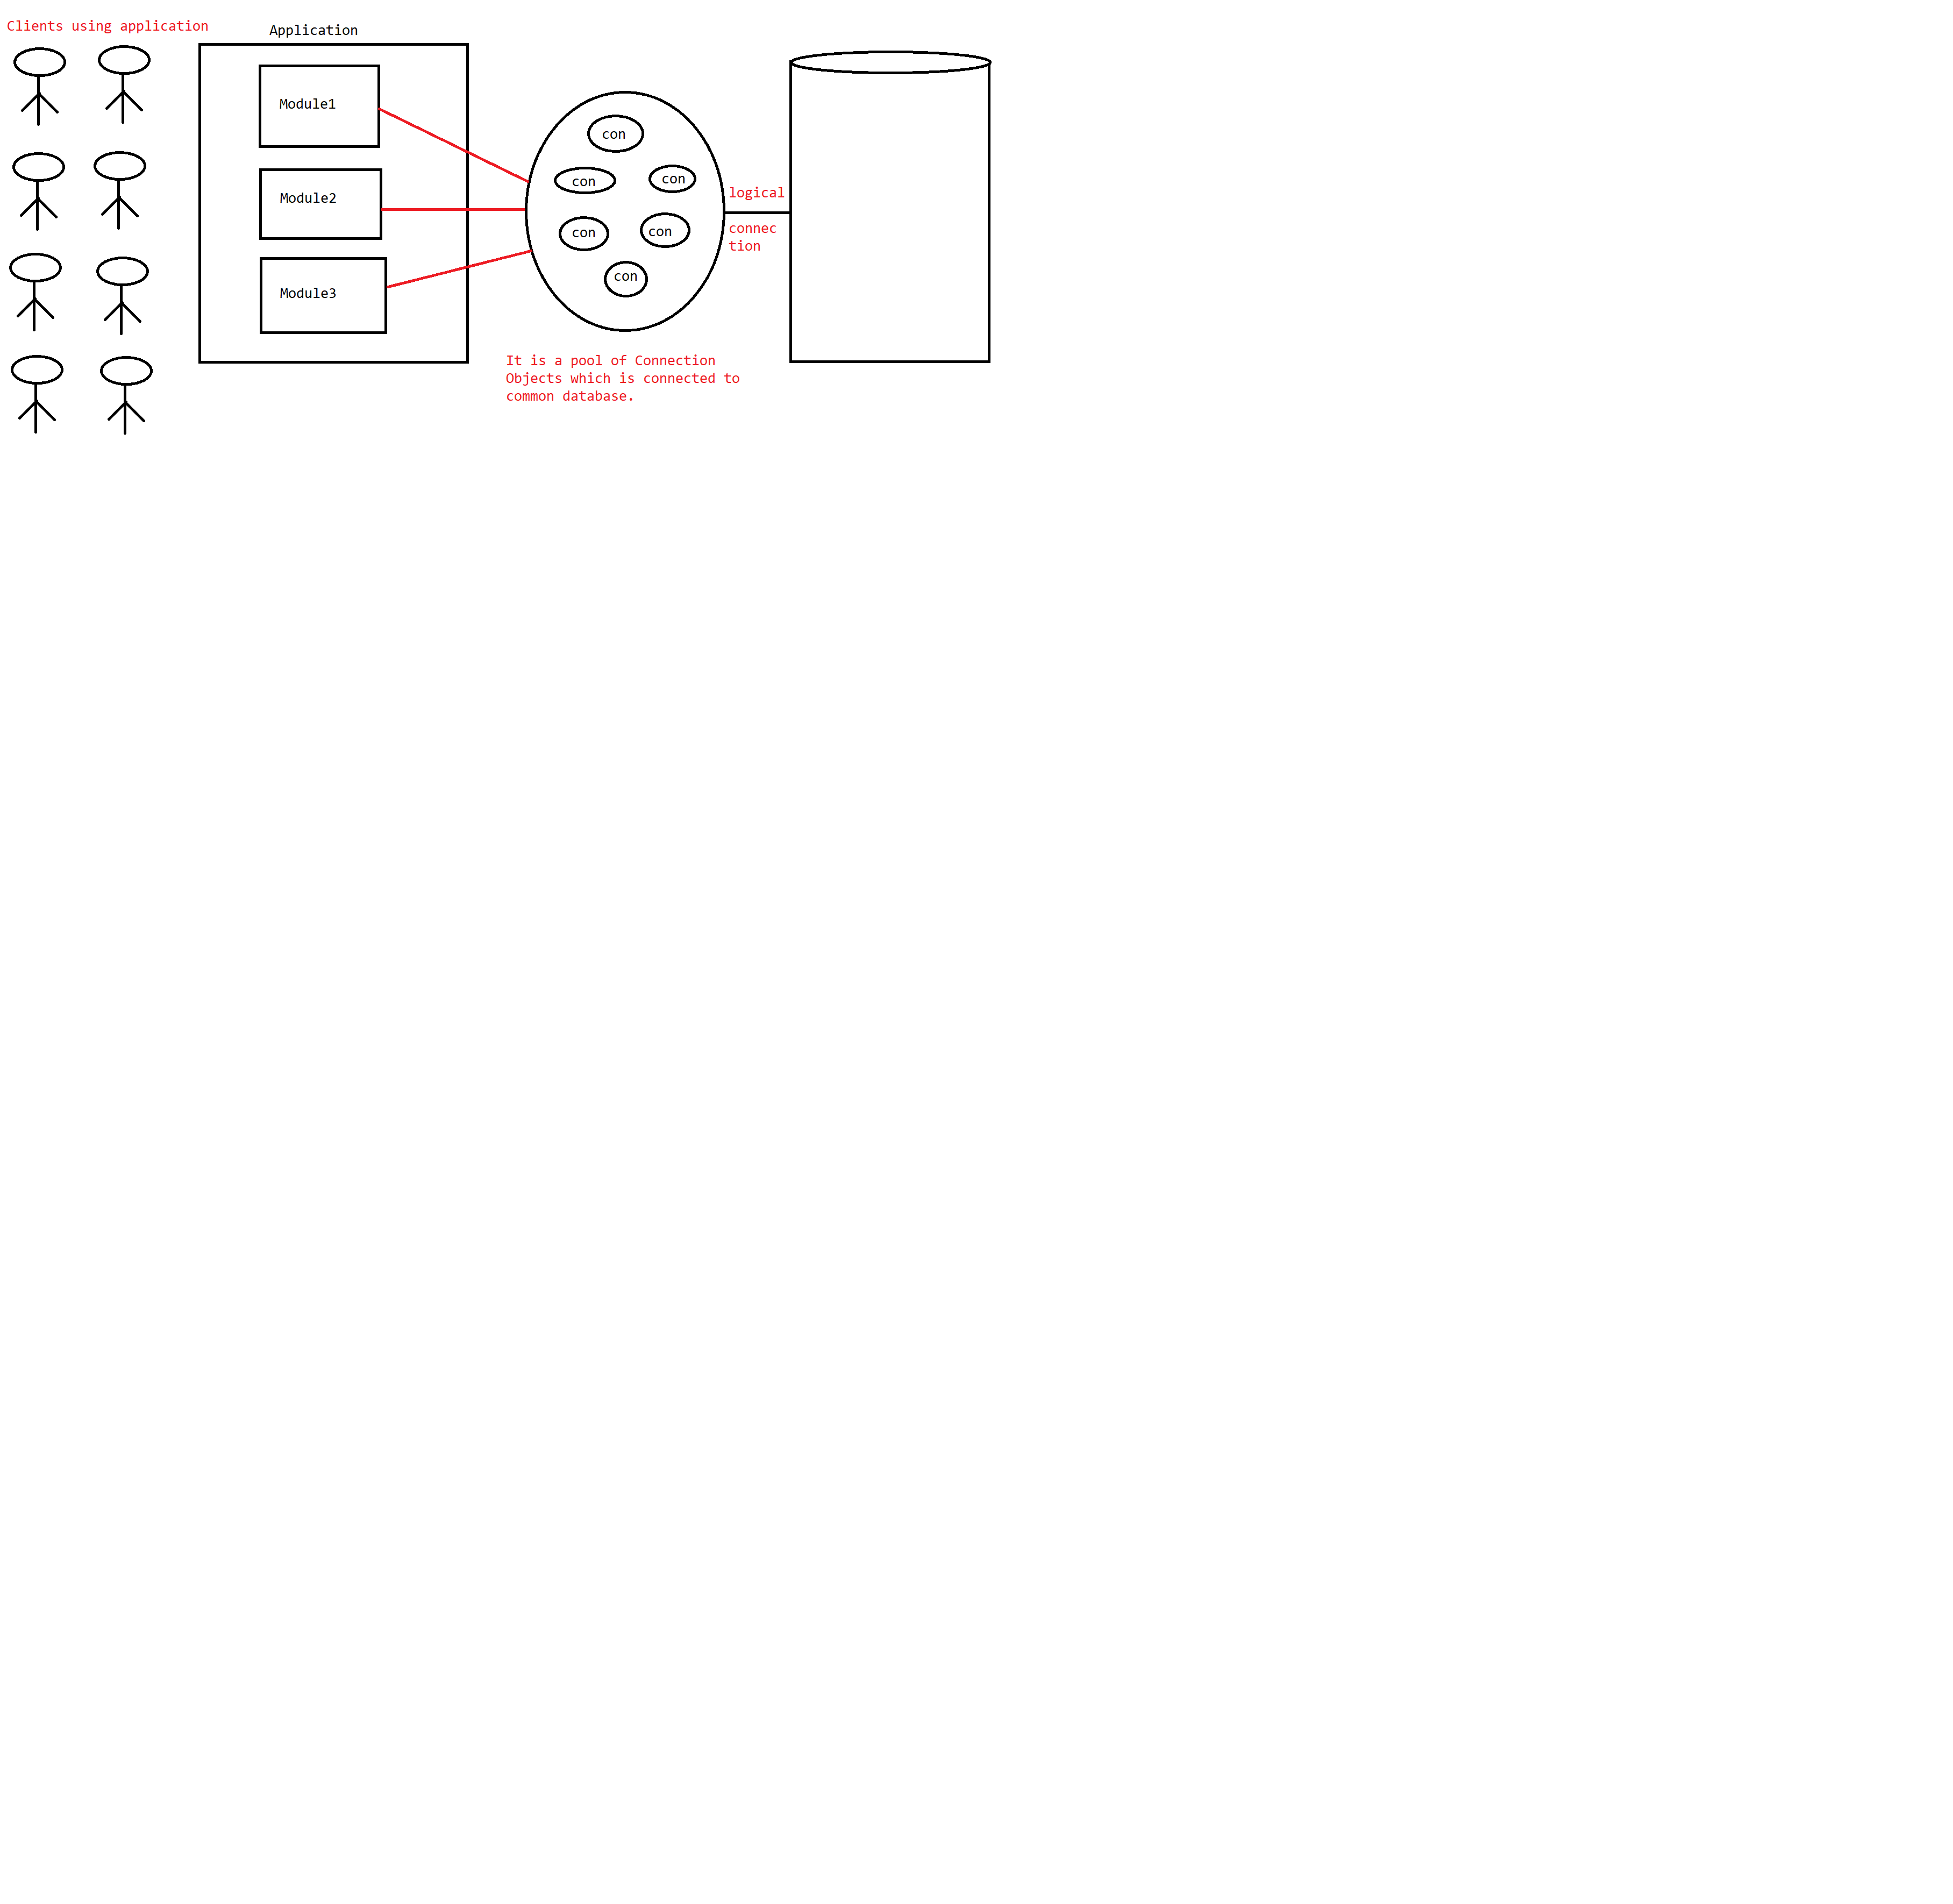 Clients using application
Application
Module1
Module2
Module3
con
con
con
con
con
con
logical
connec
tion
It is a pool of Connection
Objects which is connected to
common database.